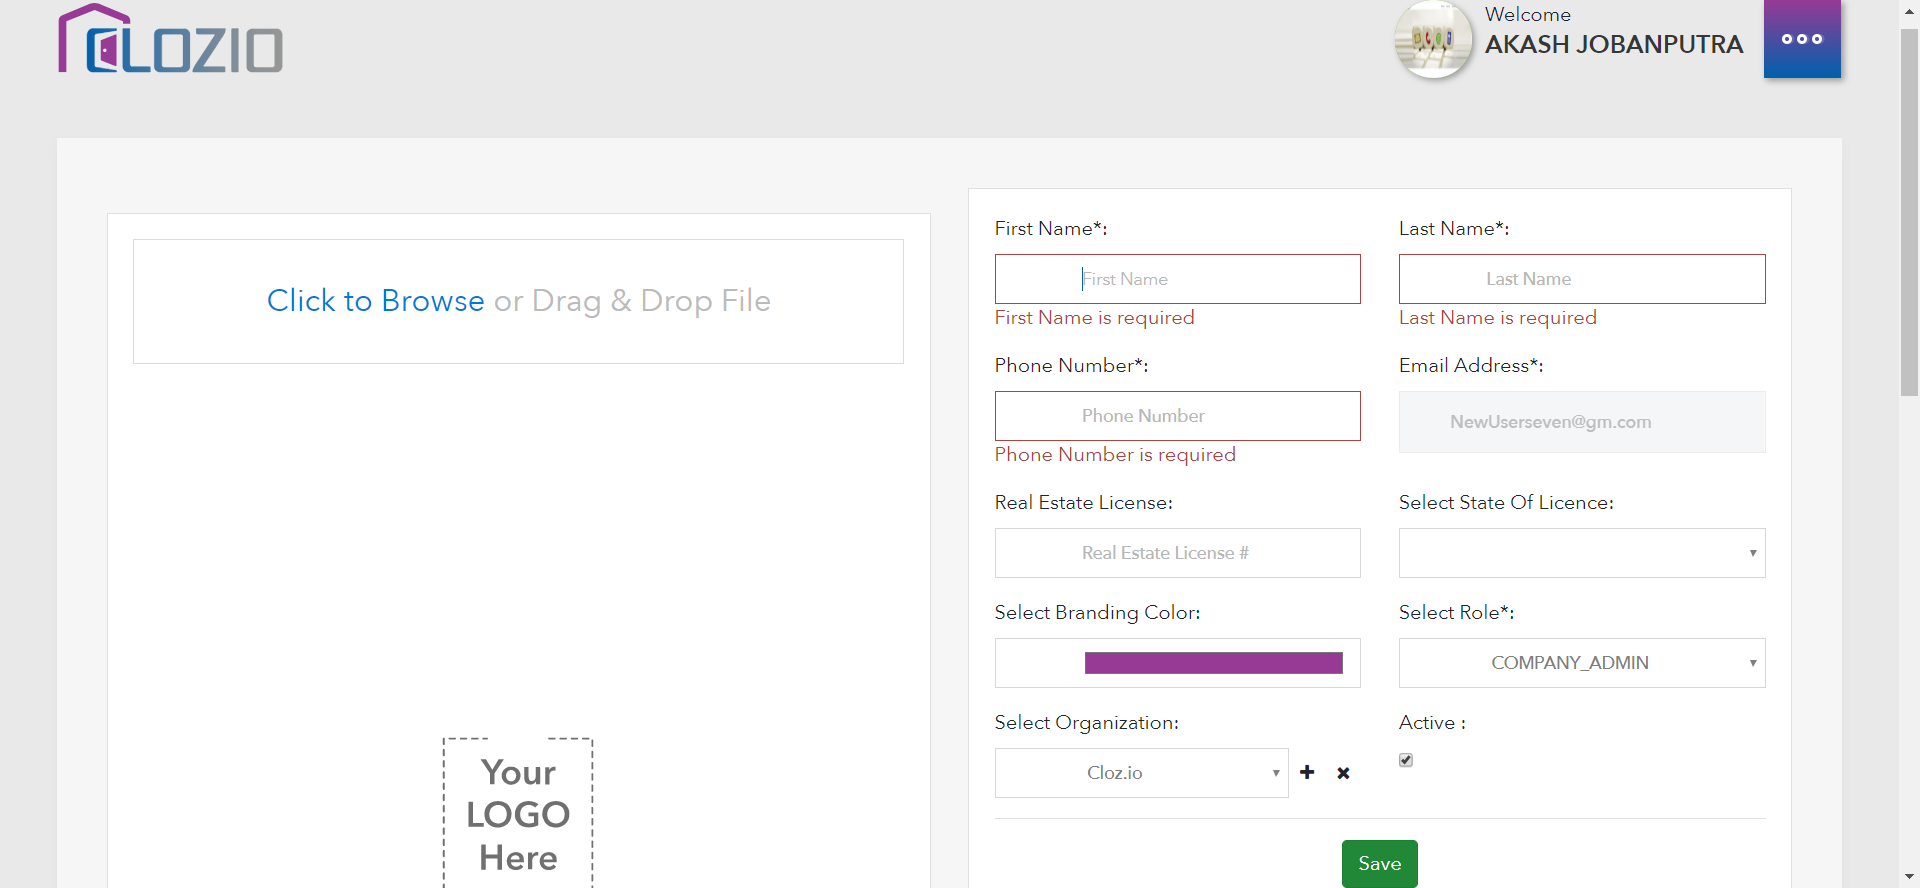 CLOZIO
Welcome
AKASH JOBANPUTRA
Click to Browse or Drag & Drop File
Your
LOGO
Here
First Name*:
First Name
First Name is required
Last Name*:
Last Name
Last Name is required
Phone Number*:
Phone Number
Phone Number is required
Email Address*:
NewUserseven@gm.com
Real Estate License:
Real Estate License #
Select State Of Licence:
Select Branding Color:
Select Role*:
COMPANY_ADMIN
Select Organization:
Cloz.io
Active :
Save